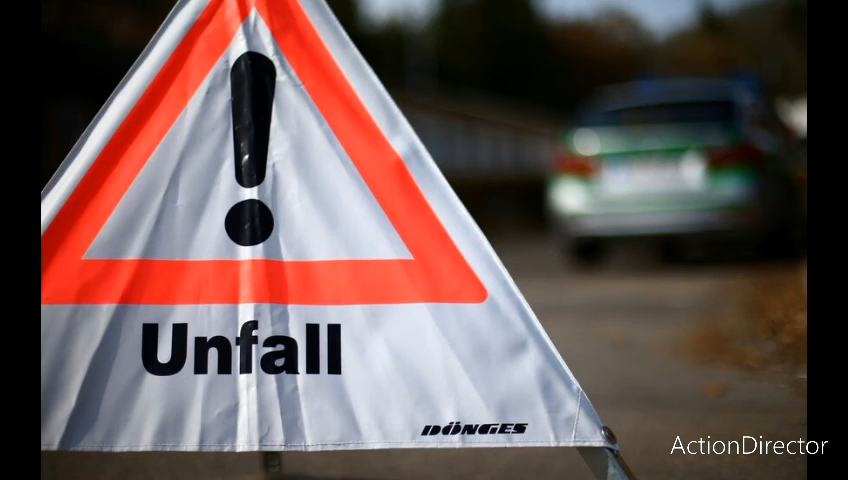 !
Unfall
DÖNGES
ActionDirector